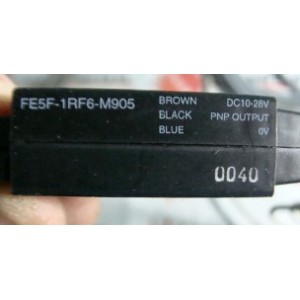 FE5F-1RF6-M905 BROWN DC10-28V
BLACK PNP OUTPUT
BLUE 0V
0040